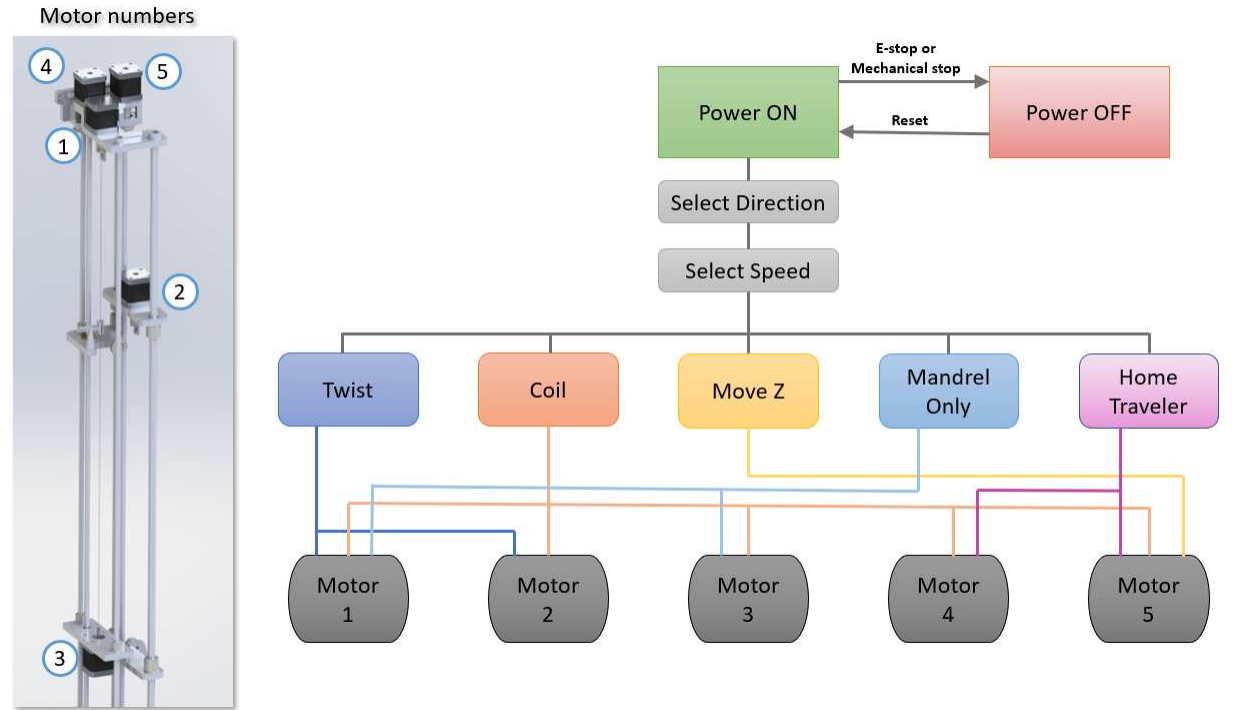 Motor numbers
4
5
1
2
3
E-stop or
Mechanical stop
Power ON
Power OFF
Reset
Select Direction
Select Speed
Twist
Coil
Move Z
Mandrel
Only
Home
Traveler
Motor
1
Motor
2
Motor
3
Motor
4
Motor
5